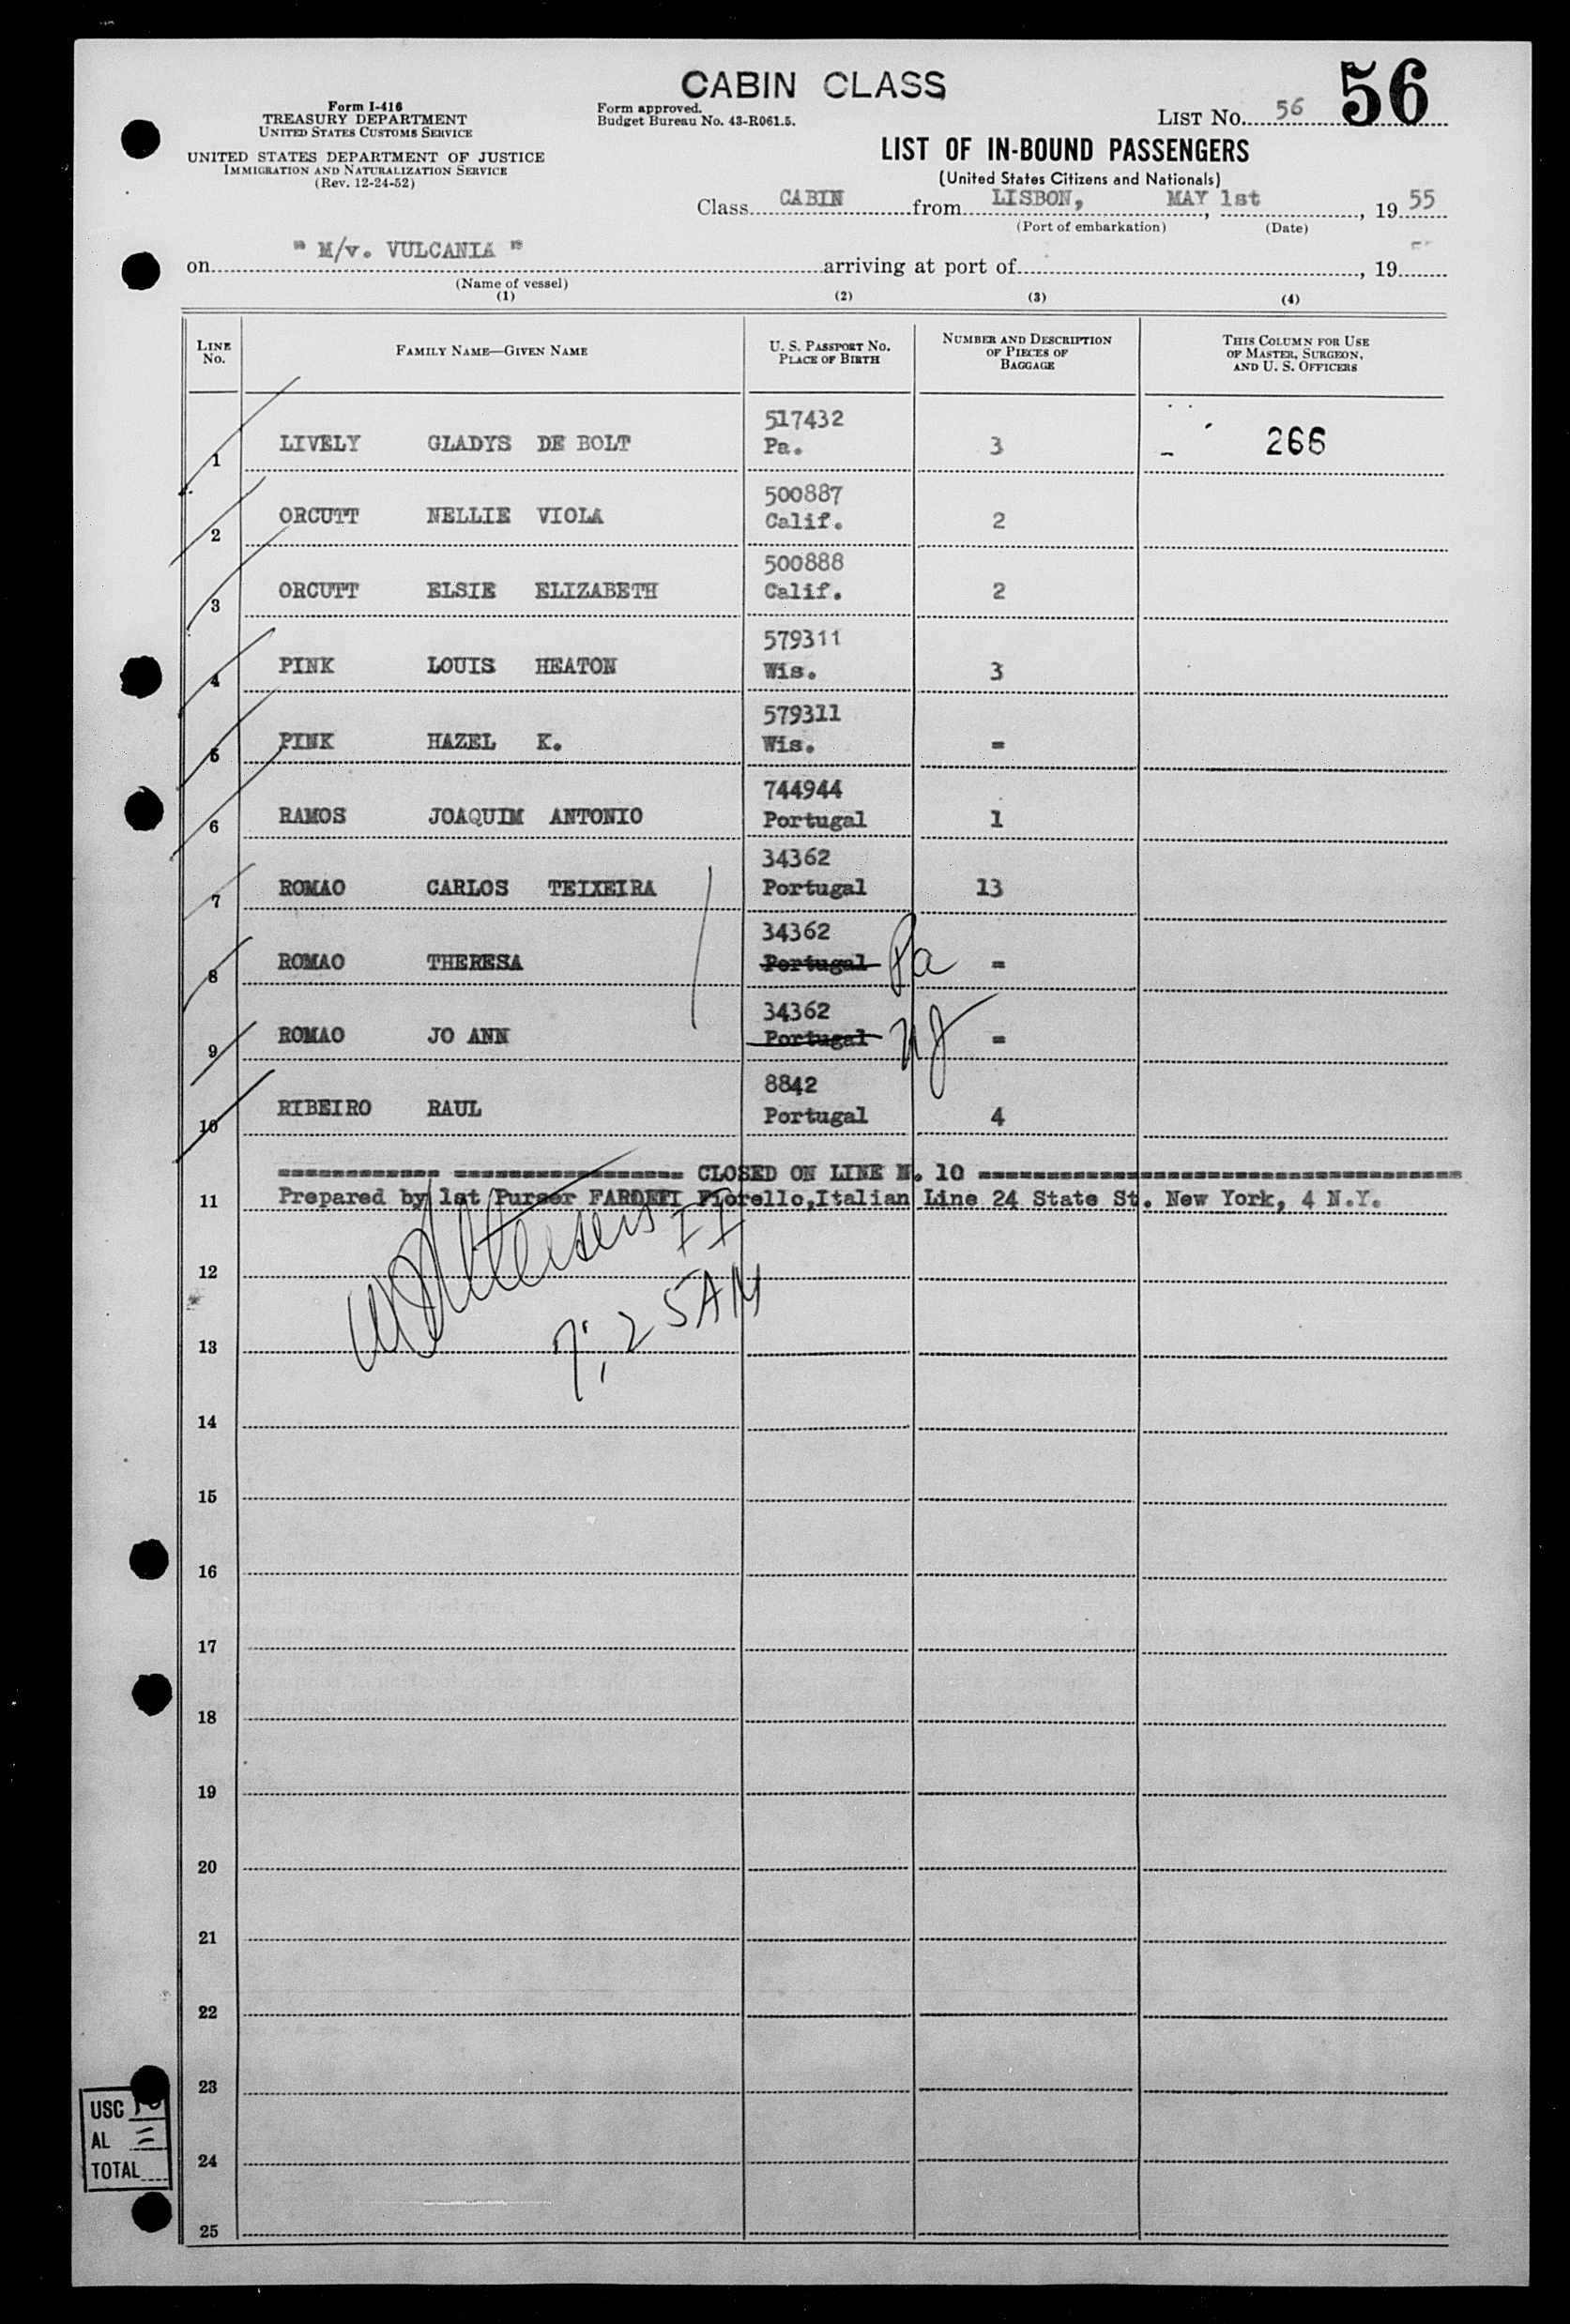 CABIN CLASS
Form I-416
TREASURY DEPARTMENT
UNITED STATES CUSTOMS SERVICE
UNITED STATES DEPARTMENT OF JUSTICE
IMMIGRATION AND NATURALIZATION SERVICE
(Rev. 12-24-52)
Form approved.
Budget Bureau No. 43-R061.5.
LIST NO. 56 56
LIST OF IN-BOUND PASSENGERS
(United States Citizens and Nationals)
Class CABIN from LISBON, MAY 1st, 19 55
(Port of embarkation) (Date)
on " M/v. VULCANIA " arriving at port of , 19
(Name of vessel)
(1) (2) (3) (4)
LINE No. FAMILY NAME—GIVEN NAME U. S. PASSPORT NO. PLACE OF BIRTH NUMBER AND DESCRIPTION OF PIECES OF BAGGAGE THIS COLUMN FOR USE OF MASTER, SURGEON, AND U. S. OFFICERS
517432
1 LIVELY GLADYS DE BOLT Pa. 3 266
500887
2 ORCUTT NELLIE VIOLA Calif. 2
500888
3 ORCUTT ELSIE ELIZABETH Calif. 2
579311
4 PINK LOUIS HEATON Wis. 3
579311
5 PINK HAZEL K. Wis. =
744944
6 RAMOS JOAQUIM ANTONIO Portugal 1
34362
7 ROMAO CARLOS TEIXEIRA Portugal 13
34362
8 ROMAO THERESA Portugal Pa =
34362
9 ROMAO JO ANN Portugal NJ =
8842
10 RIBEIRO RAUL Portugal 4
============ ================= CLOSED ON LINE N. 10 ====================================
11 Prepared by 1st Purser FARDEFI Fiorello,Italian Line 24 State St. New York, 4 N.Y.
II
12
7:25 AM
13
14
15
16
17
18
19
20
21
22
23
USC 10
AL =
24
TOTAL
25